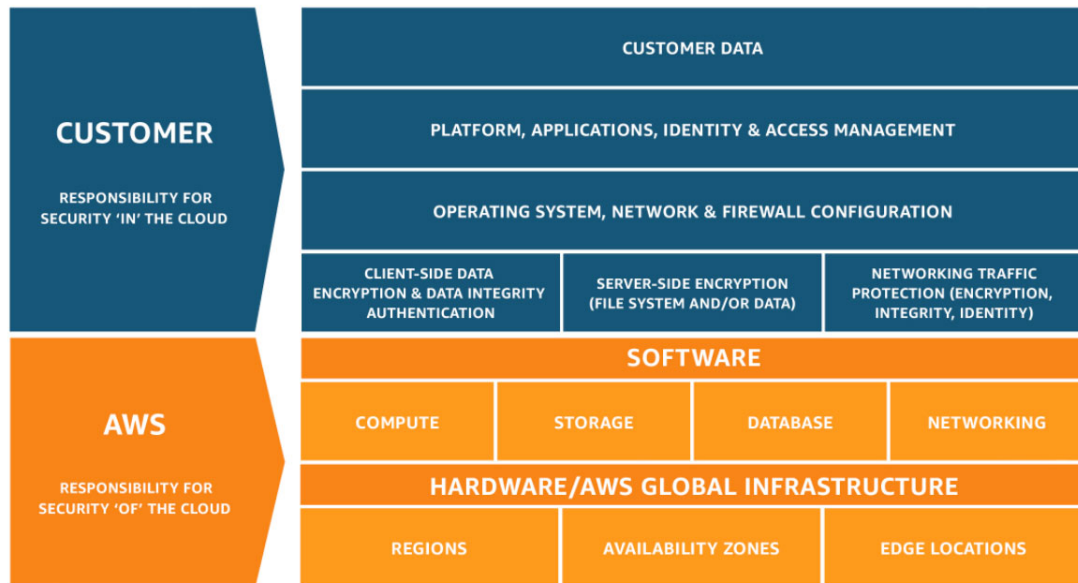 CUSTOMER
RESPONSIBILITY FOR
SECURITY ‘IN’ THE CLOUD
CUSTOMER DATA
PLATFORM, APPLICATIONS, IDENTITY & ACCESS MANAGEMENT
OPERATING SYSTEM, NETWORK & FIREWALL CONFIGURATION
CLIENT-SIDE DATA
ENCRYPTION & DATA INTEGRITY
AUTHENTICATION
SERVER-SIDE ENCRYPTION
(FILE SYSTEM AND/OR DATA)
NETWORKING TRAFFIC
PROTECTION (ENCRYPTION,
INTEGRITY, IDENTITY)
AWS
RESPONSIBILITY FOR
SECURITY ‘OF’ THE CLOUD
SOFTWARE
COMPUTE
STORAGE
DATABASE
NETWORKING
HARDWARE/AWS GLOBAL INFRASTRUCTURE
REGIONS
AVAILABILITY ZONES
EDGE LOCATIONS